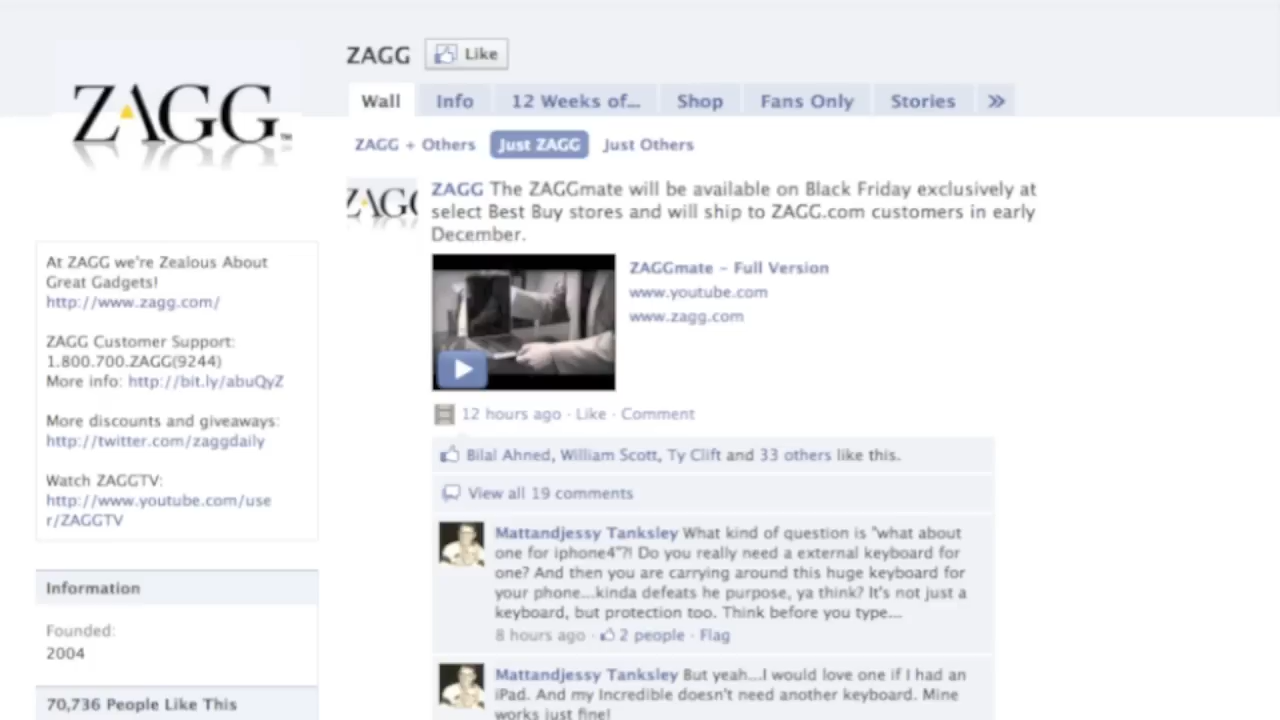 ZAGG Like
Wall Info 12 Weeks of... Shop Fans Only Stories »
ZAGG + Others Just ZAGG Just Others
ZAGG™
At ZAGG we're Zealous About
Great Gadgets!
http://www.zagg.com/
ZAGG Customer Support:
1.800.700.ZAGG(9244)
More info: http://bit.ly/abuQyZ
More discounts and giveaways:
http://twitter.com/zaggdaily
Watch ZAGGTV:
http://www.youtube.com/use
r/ZAGGTV
Information
Founded:
2004
70,736 People Like This
ZAGG
ZAGG The ZAGGmate will be available on Black Friday exclusively at
select Best Buy stores and will ship to ZAGG.com customers in early
December.
ZAGGmate - Full Version
www.youtube.com
www.zagg.com
12 hours ago · Like · Comment
Bilal Ahned, William Scott, Ty Clift and 33 others like this.
View all 19 comments
Mattandjessy Tanksley What kind of question is "what about
one for iphone4"?! Do you really need a external keyboard for
one? And then you are carrying around this huge keyboard for
your phone...kinda defeats he purpose, ya think? It's not just a
keyboard, but protection too. Think before you type...
8 hours ago · 2 people · Flag
Mattandjessy Tanksley But yeah...I would love one if I had an
iPad. And my Incredible doesn't need another keyboard. Mine
works just fine!